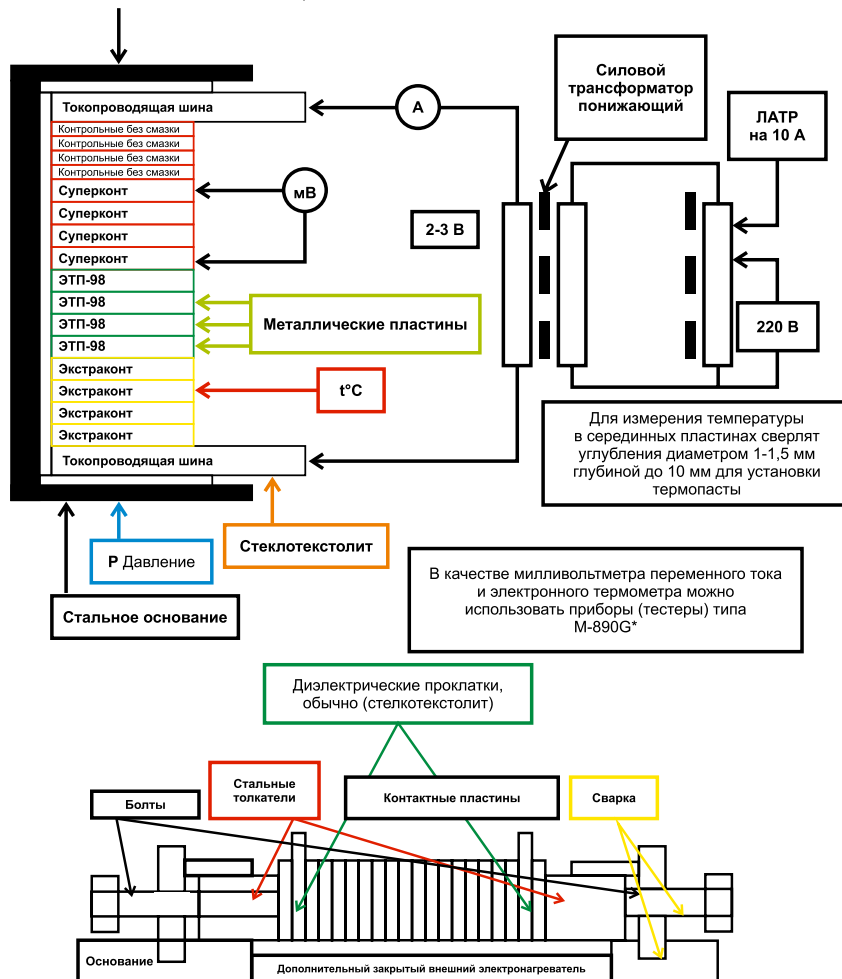 Токопроводящая шина
Контрольные без смазки
Контрольные без смазки
Контрольные без смазки
Контрольные без смазки
Суперконт
Суперконт
Суперконт
Суперконт
ЭТП-98
ЭТП-98
ЭТП-98
ЭТП-98
Экстраконт
Экстраконт
Экстраконт
Экстраконт
Токопроводящая шина
А
мВ
Металлические пластины
t°C
2-3 В
Силовой
трансформатор
понижающий
ЛАТР
на 10 А
220 В
Для измерения температуры
в серединных пластинах сверлят
углубления диаметром 1-1,5 мм
глубиной до 10 мм для установки
термопасты
Стеклотекстолит
Р Давление
Стальное основание
В качестве милливольтметра переменного тока
и электронного термометра можно
использовать приборы (тестеры) типа
M-890G*
Диэлектрические проклатки,
обычно (стелкотекстолит)
Болты
Стальные
толкатели
Контактные пластины
Сварка
Основание
Дополнительный закрытый внешний электронагреватель